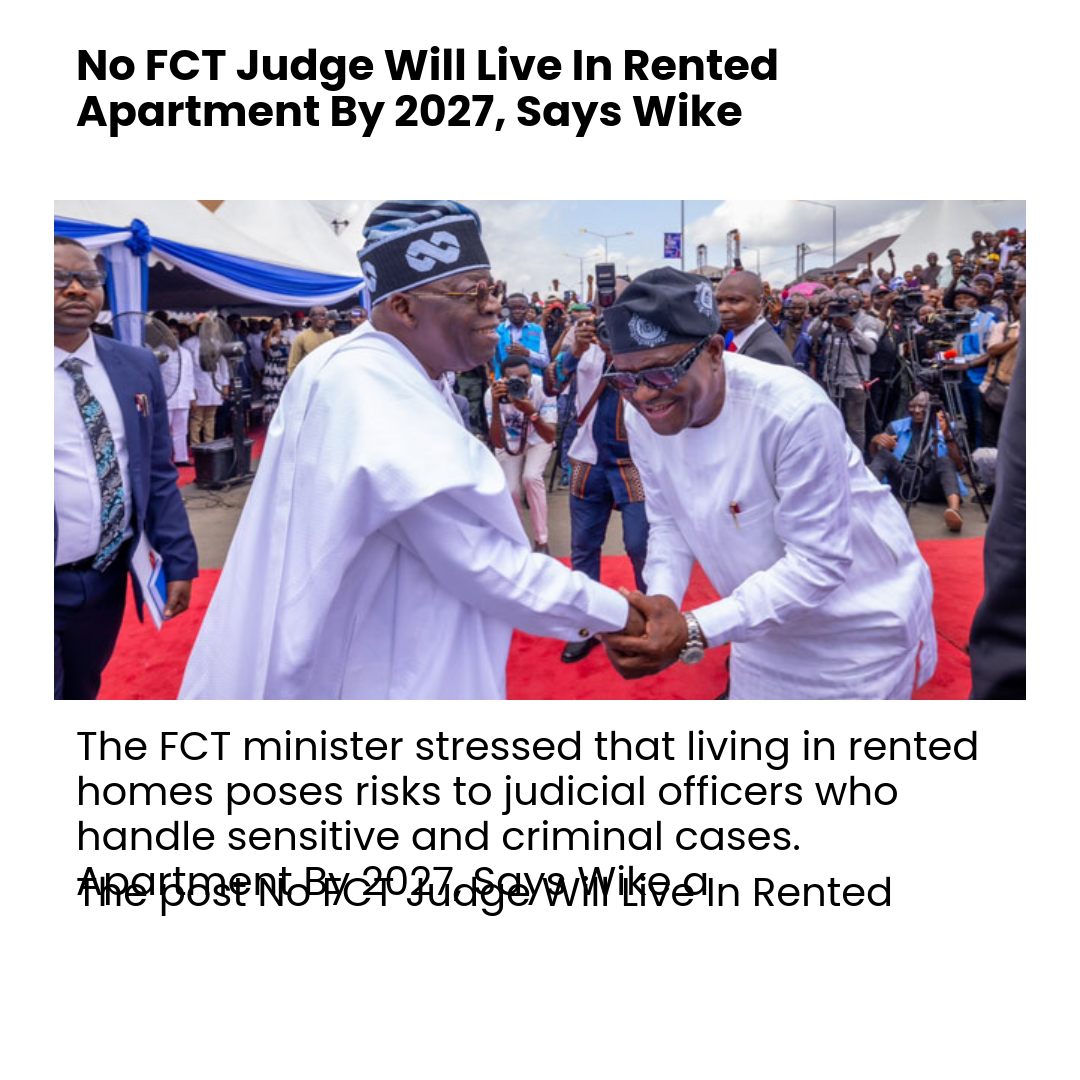 No FCT Judge Will Live In Rented
Apartment By 2027, Says Wike
The FCT minister stressed that living in rented
homes poses risks to judicial officers who
handle sensitive and criminal cases.
Apartment By 2027, Says Wike a
The post No FCT Judge Will Live In Rented